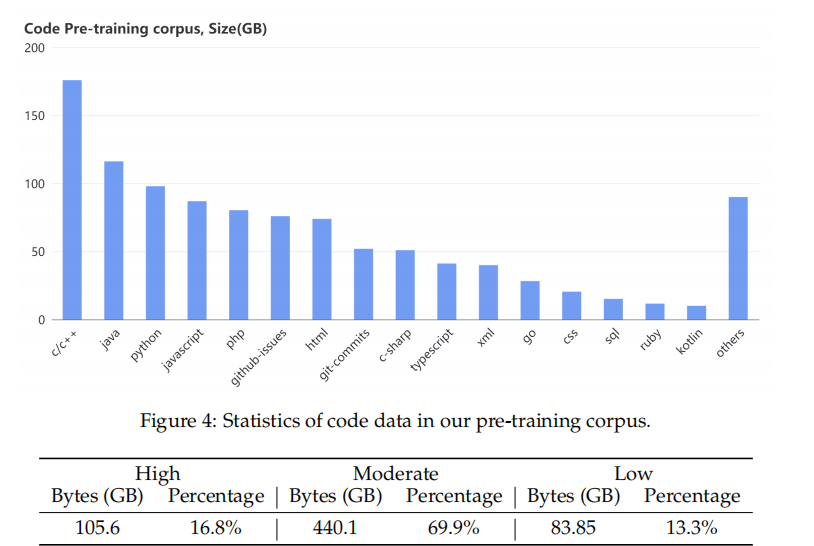 Code Pre-training corpus, Size(GB)
200
150
100
50
0
c/c++ java python javascript php github-issues html git-commits c-sharp typescript xml go css sql ruby kotlin others
Figure 4: Statistics of code data in our pre-training corpus.
High Moderate Low
Bytes (GB) Percentage | Bytes (GB) Percentage | Bytes (GB) Percentage
105.6 16.8% | 440.1 69.9% | 83.85 13.3%